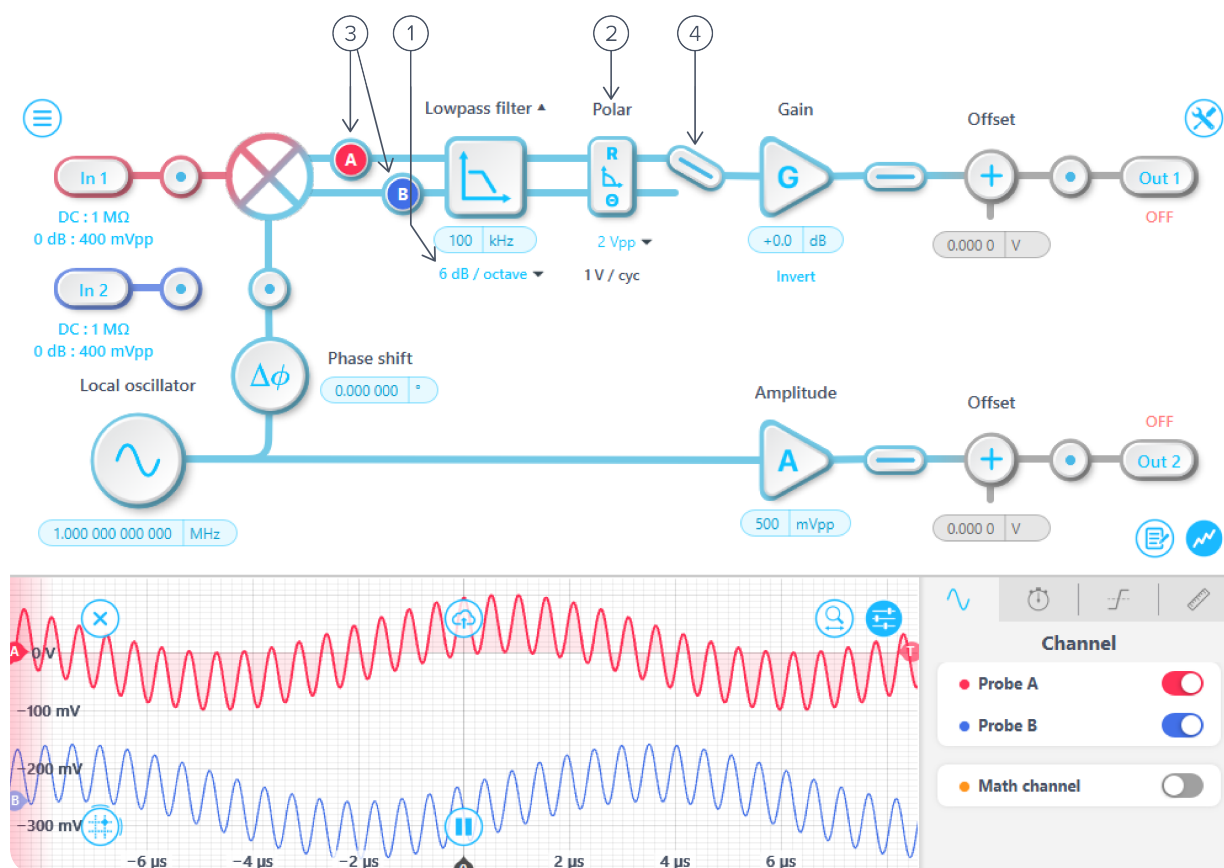 3 1 2 4
Lowpass filter Polar Gain
Offset
In 1 A B R Θ G + Out 1
DC : 1 MΩ
0 dB : 400 mVpp
OFF
100 kHz 2 Vpp +0.0 dB 0.000 0 V
6 dB / octave 1 V / cyc Invert
In 2
DC : 1 MΩ
0 dB : 400 mVpp
Phase shift
Δϕ 0.000 000 °
Local oscillator
Amplitude
Offset
OFF
A + Out 2
1.000 000 000 000 MHz
500 mVpp 0.000 0 V
Channel
A 0 V T
Probe A
−100 mV
Probe B
−200 mV
Math channel
B
−300 mV
−6 µs −4 µs −2 µs 0 2 µs 4 µs 6 µs